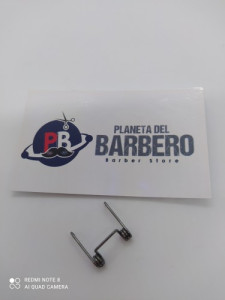 PB
PLANETA DEL
BARBERO
Barber Store
REDMI NOTE 8
AI QUAD CAMERA